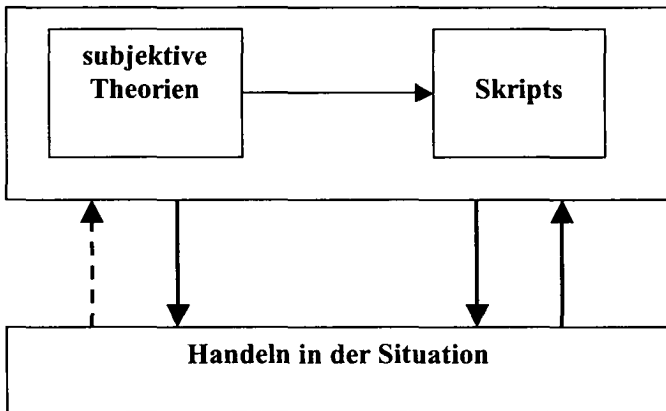 subjektive
Theorien
Skripts
Handeln in der Situation